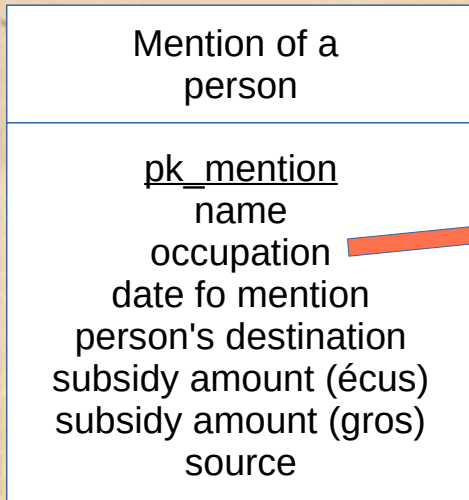 Mention of a
person
pk_mention
name
occupation
date fo mention
person's destination
subsidy amount (écus)
subsidy amount (gros)
source